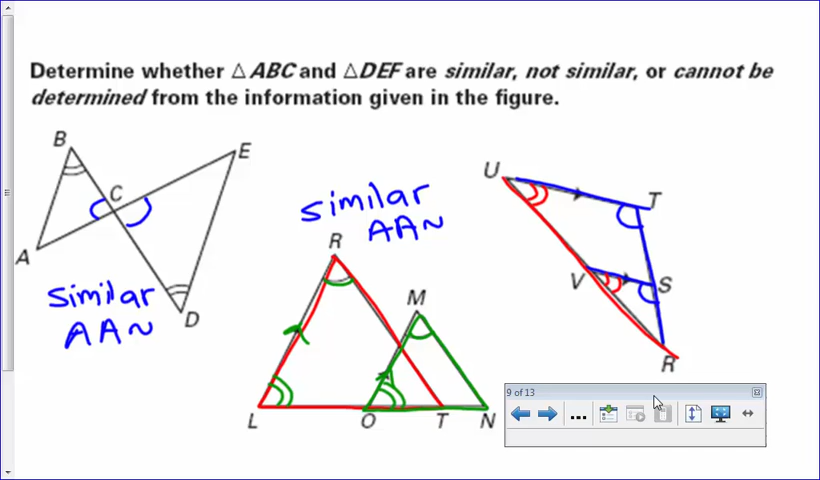 Determine whether △ABC and △DEF are similar, not similar, or cannot be
determined from the information given in the figure.
B
E
C
A
D
similar
AA~
similar
AA~
R
M
L
O
T
N
U
T
V
S
R
9 of 13
...